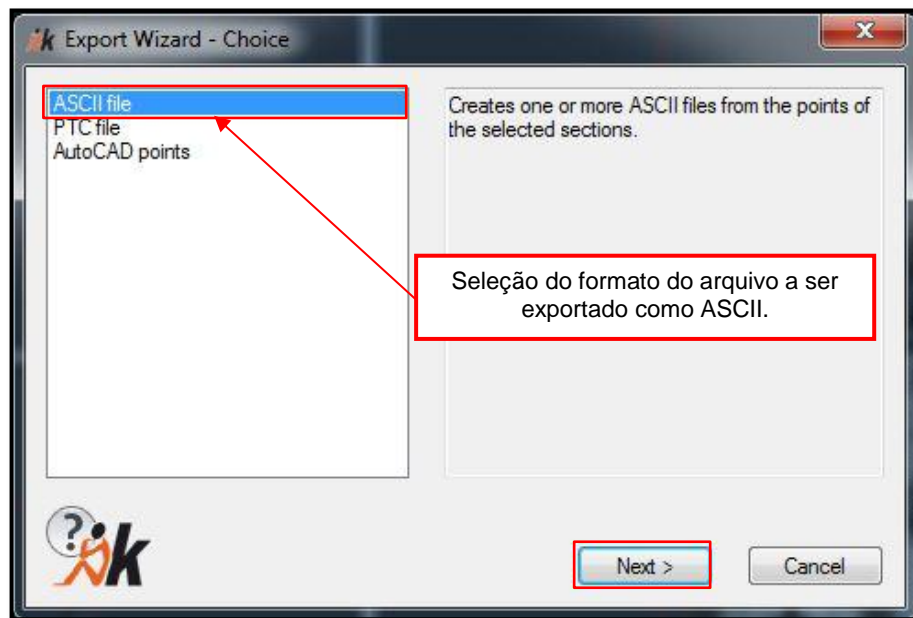 Export Wizard - Choice
ASCII file
PTC file
AutoCAD points
Creates one or more ASCII files from the points of
the selected sections.
Seleção do formato do arquivo a ser
exportado como ASCII.
?
k
Next >
Cancel